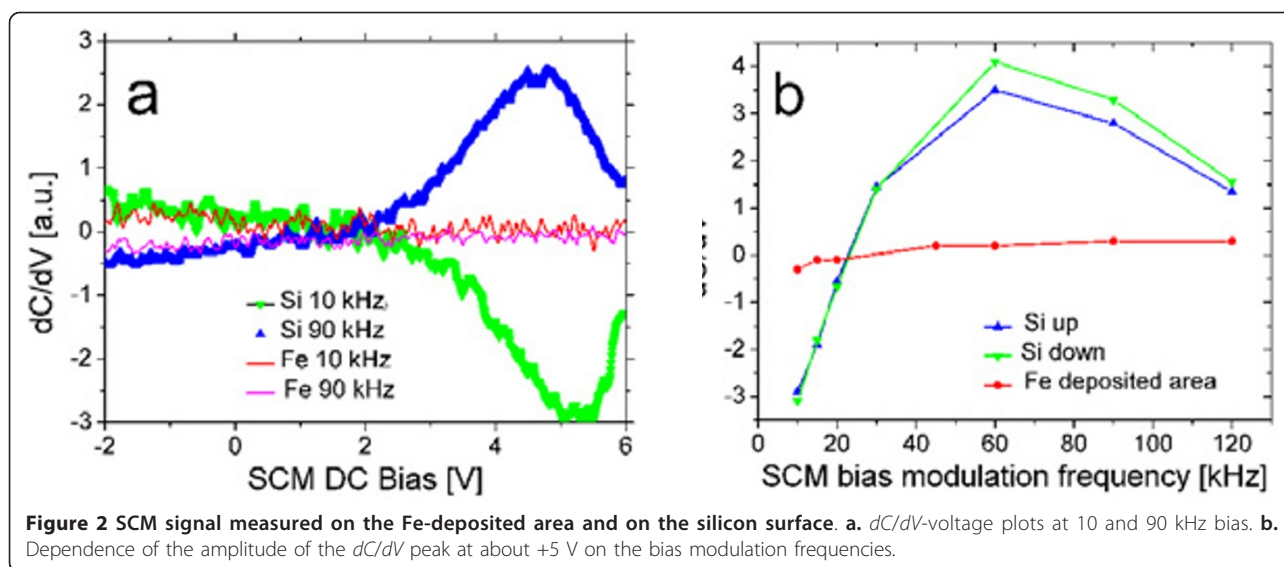 a
3
2
1
0
-1
-2
-3
dC/dV [a.u.]
Si 10 kHz
Si 90 kHz
Fe 10 kHz
Fe 90 kHz
-2 0 2 4 6
SCM DC Bias [V]
b
4
3
2
1
0
-1
-2
-3
Si up
Si down
Fe deposited area
0 20 40 60 80 100 120
SCM bias modulation frequency [kHz]
Figure 2 SCM signal measured on the Fe-deposited area and on the silicon surface. a. dC/dV-voltage plots at 10 and 90 kHz bias. b.
Dependence of the amplitude of the dC/dV peak at about +5 V on the bias modulation frequencies.